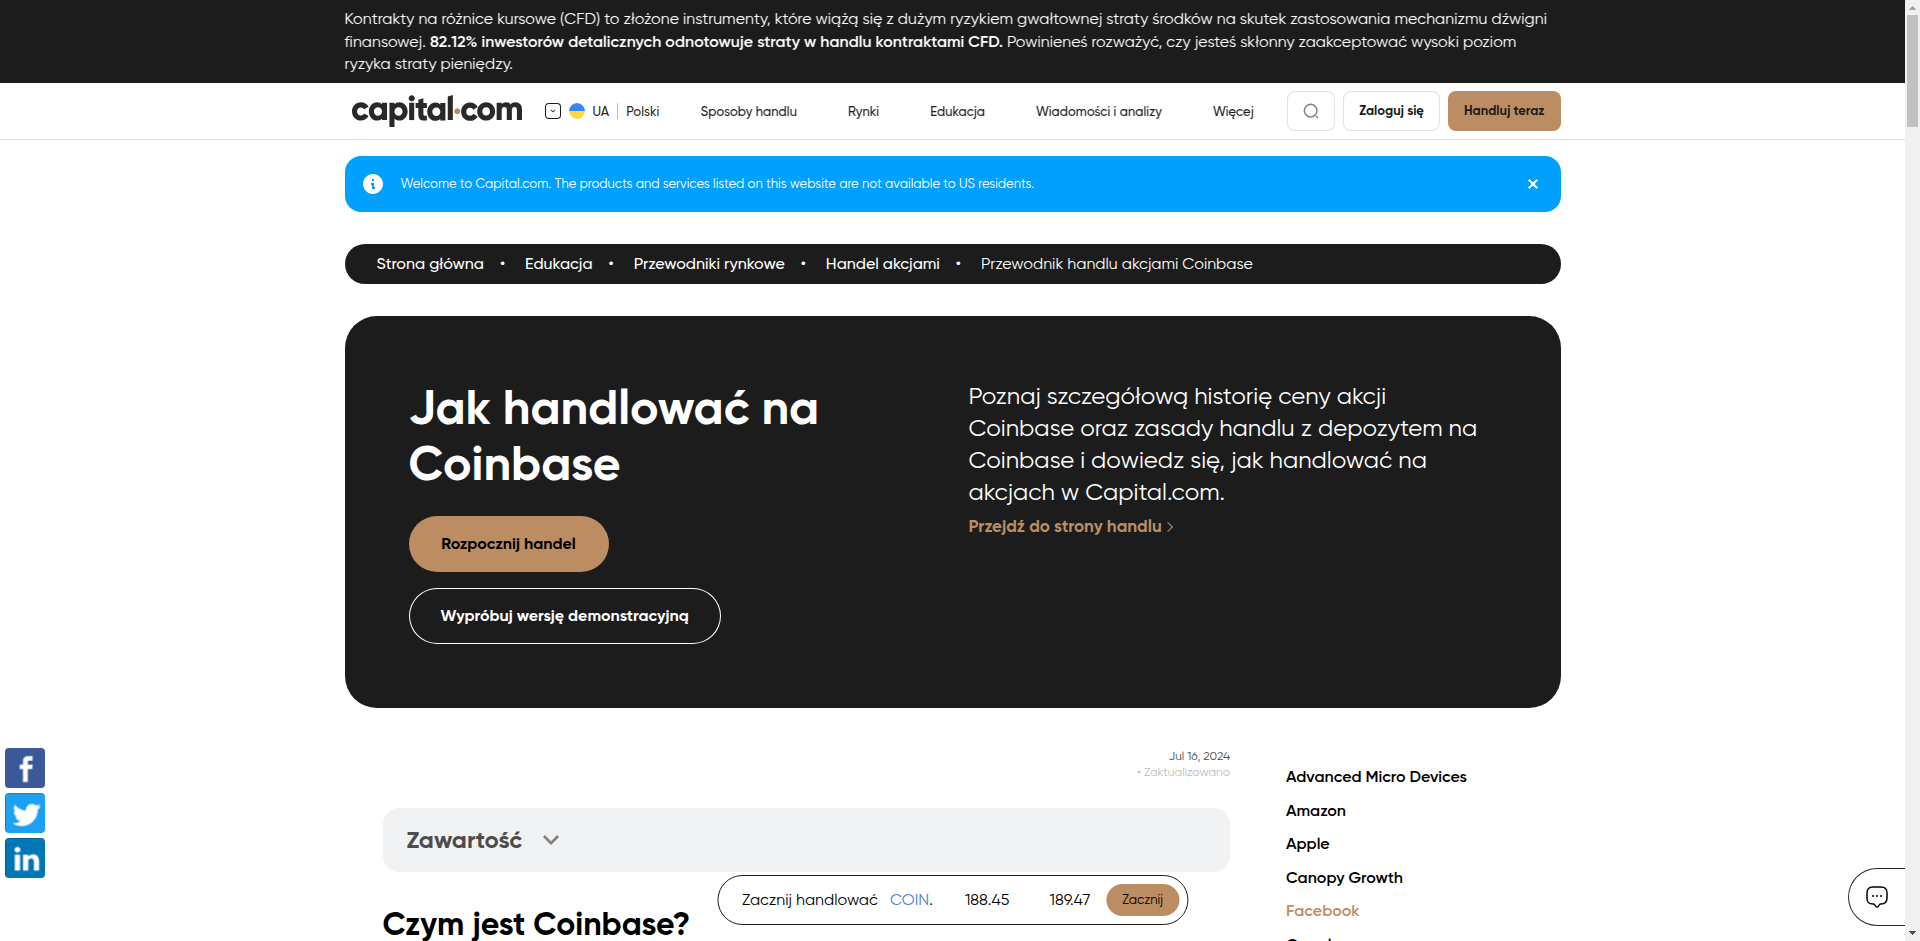 Kontrakty na różnice kursowe (CFD) to złożone instrumenty, które wiążą się z dużym ryzykiem gwałtownej straty środków na skutek zastosowania mechanizmu dźwigni
finansowej. 82.12% inwestorów detalicznych odnotowuje straty w handlu kontraktami CFD. Powinieneś rozważyć, czy jesteś skłonny zaakceptować wysoki poziom
ryzyka straty pieniędzy.
capital.com UA Polski Sposoby handlu Rynki Edukacja Wiadomości i analizy Więcej Zaloguj się Handluj teraz
Welcome to Capital.com. The products and services listed on this website are not available to US residents.
Strona główna • Edukacja • Przewodniki rynkowe • Handel akcjami • Przewodnik handlu akcjami Coinbase
Jak handlować na
Coinbase
Rozpocznij handel
Wypróbuj wersję demonstracyjną
Poznaj szczegółową historię ceny akcji
Coinbase oraz zasady handlu z depozytem na
Coinbase i dowiedz się, jak handlować na
akcjach w Capital.com.
Przejdź do strony handlu
Jul 16, 2024
• Zaktualizowano
Zawartość
Czym jest Coinbase?
Zacznij handlować COIN. 188.45 189.47 Zacznij
Advanced Micro Devices
Amazon
Apple
Canopy Growth
Facebook